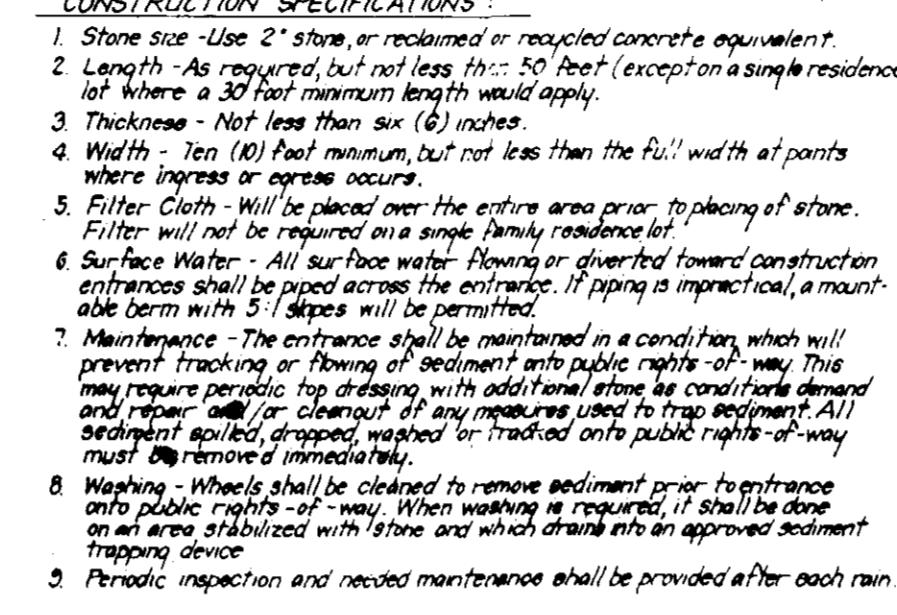 CONSTRUCTION SPECIFICATIONS :
1. Stone size -Use 2" stone, or reclaimed or recycled concrete equivalent.
2. Length -As required, but not less than 50 feet (except on a single residence
lot where a 30 foot minimum length would apply.
3. Thickness - Not less than six (6) inches.
4. Width - Ten (10) foot minimum, but not less than the full width at points
where ingress or egress occurs.
5. Filter Cloth - Will be placed over the entire area prior to placing of stone.
Filter will not be required on a single family residence lot.
6. Surface Water - All surface water flowing or diverted toward construction
entrances shall be piped across the entrance. If piping is impractical, a mount-
able berm with 5:1 slopes will be permitted.
7. Maintenance - The entrance shall be maintained in a condition which will
prevent tracking or flowing of sediment onto public rights-of-way. This
may require periodic top dressing with additional stone as conditions demand
and repair and/or cleanout of any measures used to trap sediment. All
sediment spilled, dropped, washed or tracked onto public rights-of-way
must be removed immediately.
8. Washing - Wheels shall be cleaned to remove sediment prior to entrance
onto public rights-of-way. When washing is required, it shall be done
on an area stabilized with stone and which drains into an approved sediment
trapping device
9. Periodic inspection and needed maintenance shall be provided after each rain.